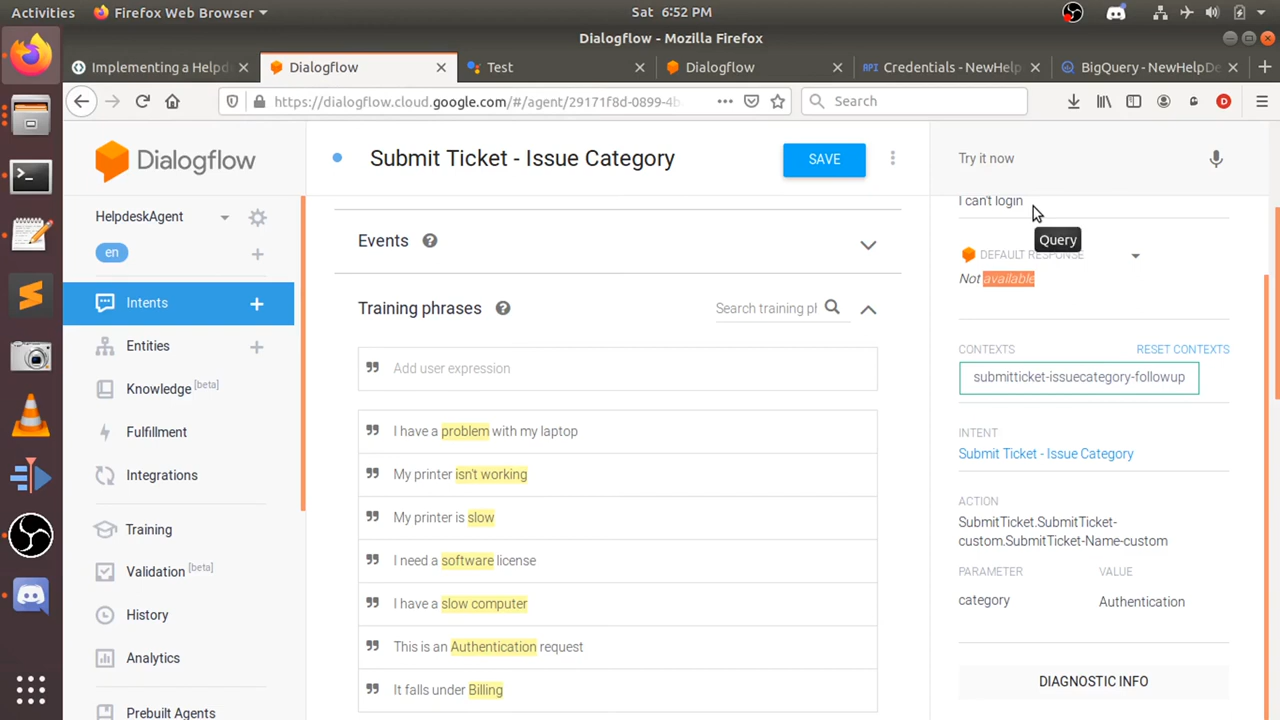 Activities
Firefox Web Browser
Sat 6:52 PM
Dialogflow - Mozilla Firefox
Implementing a Helpd
Dialogflow
Test
Dialogflow
API Credentials - NewHelp
BigQuery - NewHelpDe
https://dialogflow.cloud.google.com/#/agent/29171f8d-0899-4b
Search
Dialogflow
Submit Ticket - Issue Category
SAVE
Try it now
HelpdeskAgent
en
Intents
Entities
Knowledge [beta]
Fulfillment
Integrations
Training
Validation [beta]
History
Analytics
Prebuilt Agents
Events
Training phrases
Search training pl
Add user expression
I have a problem with my laptop
My printer isn't working
My printer is slow
I need a software license
I have a slow computer
This is an Authentication request
It falls under Billing
I can't login
Query
DEFAULT RESPONSE
Not available
CONTEXTS
RESET CONTEXTS
submitticket-issuecategory-followup
INTENT
Submit Ticket - Issue Category
ACTION
SubmitTicket.SubmitTicket-
custom.SubmitTicket-Name-custom
PARAMETER
VALUE
category
Authentication
DIAGNOSTIC INFO